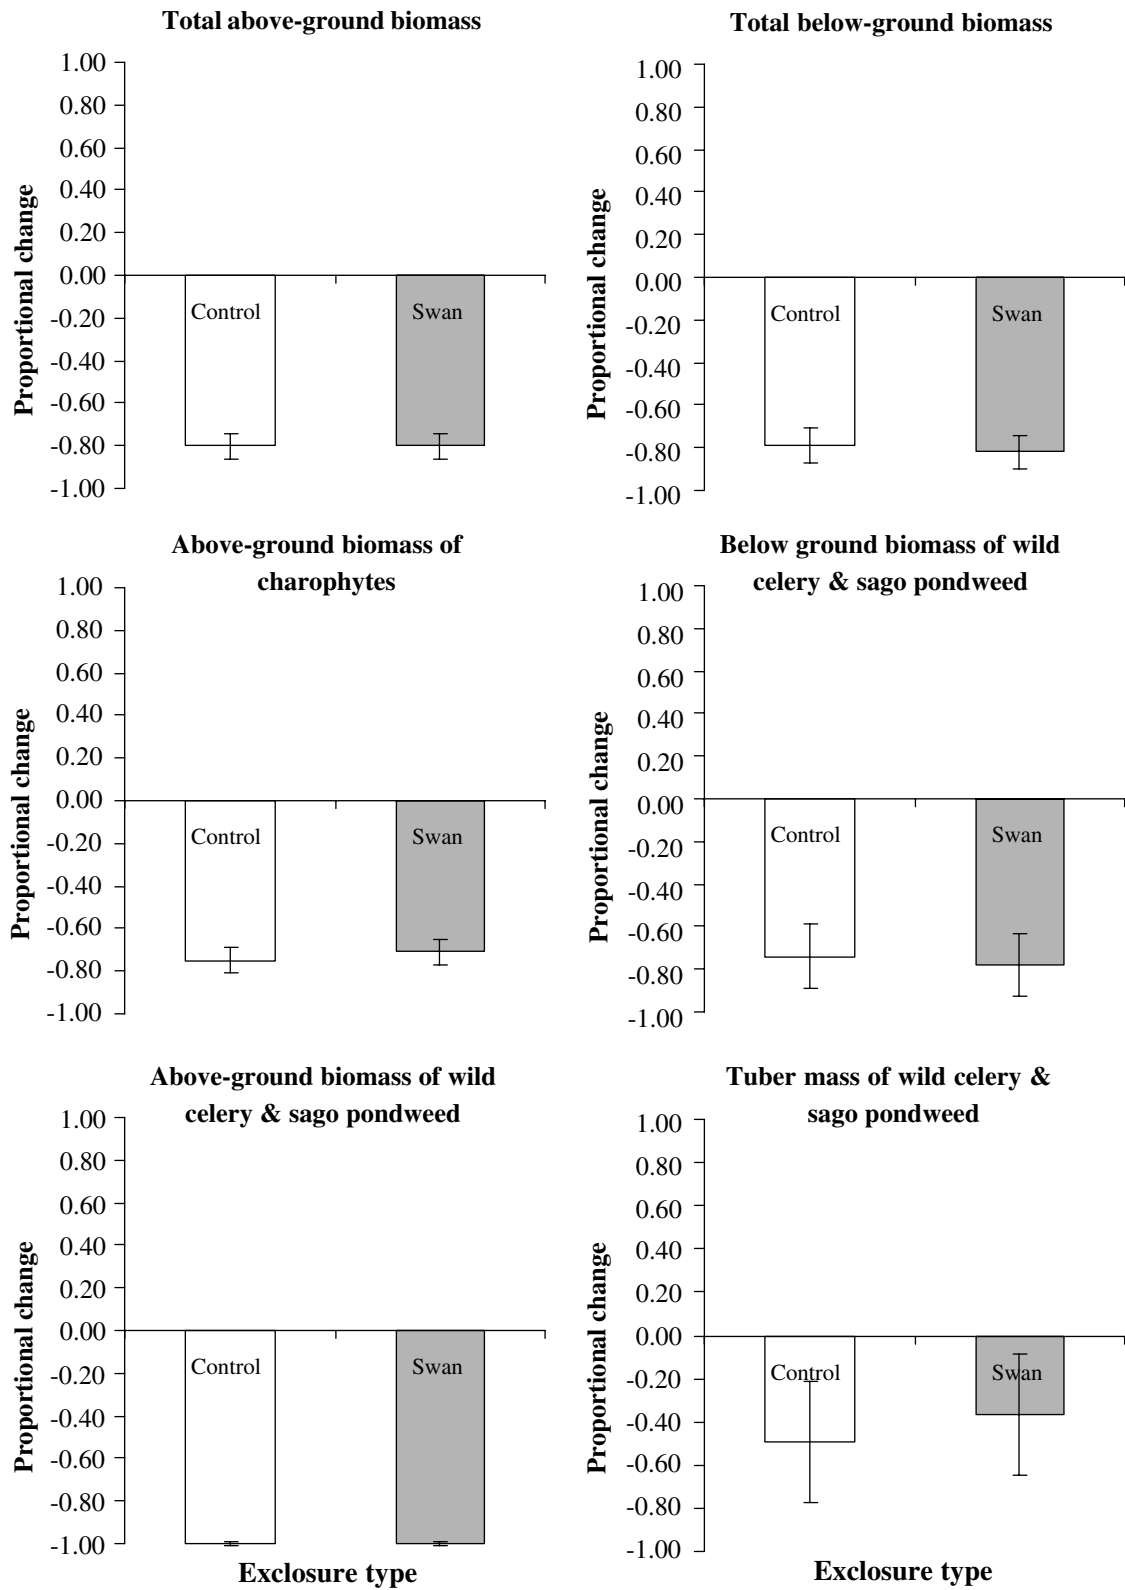 Total above-ground biomass
1.00
0.80
0.60
0.40
0.20
0.00
-0.20
-0.40
-0.60
-0.80
-1.00
Proportional change
Control
Swan
Total below-ground biomass
1.00
0.80
0.60
0.40
0.20
0.00
-0.20
-0.40
-0.60
-0.80
-1.00
Proportional change
Control
Swan
Above-ground biomass of
charophytes
1.00
0.80
0.60
0.40
0.20
0.00
-0.20
-0.40
-0.60
-0.80
-1.00
Proportional change
Control
Swan
Below ground biomass of wild
celery & sago pondweed
1.00
0.80
0.60
0.40
0.20
0.00
-0.20
-0.40
-0.60
-0.80
-1.00
Proportional change
Control
Swan
Above-ground biomass of wild
celery & sago pondweed
1.00
0.80
0.60
0.40
0.20
0.00
-0.20
-0.40
-0.60
-0.80
-1.00
Proportional change
Control
Swan
Exclosure type
Tuber mass of wild celery &
sago pondweed
1.00
0.80
0.60
0.40
0.20
0.00
-0.20
-0.40
-0.60
-0.80
-1.00
Proportional change
Control
Swan
Exclosure type